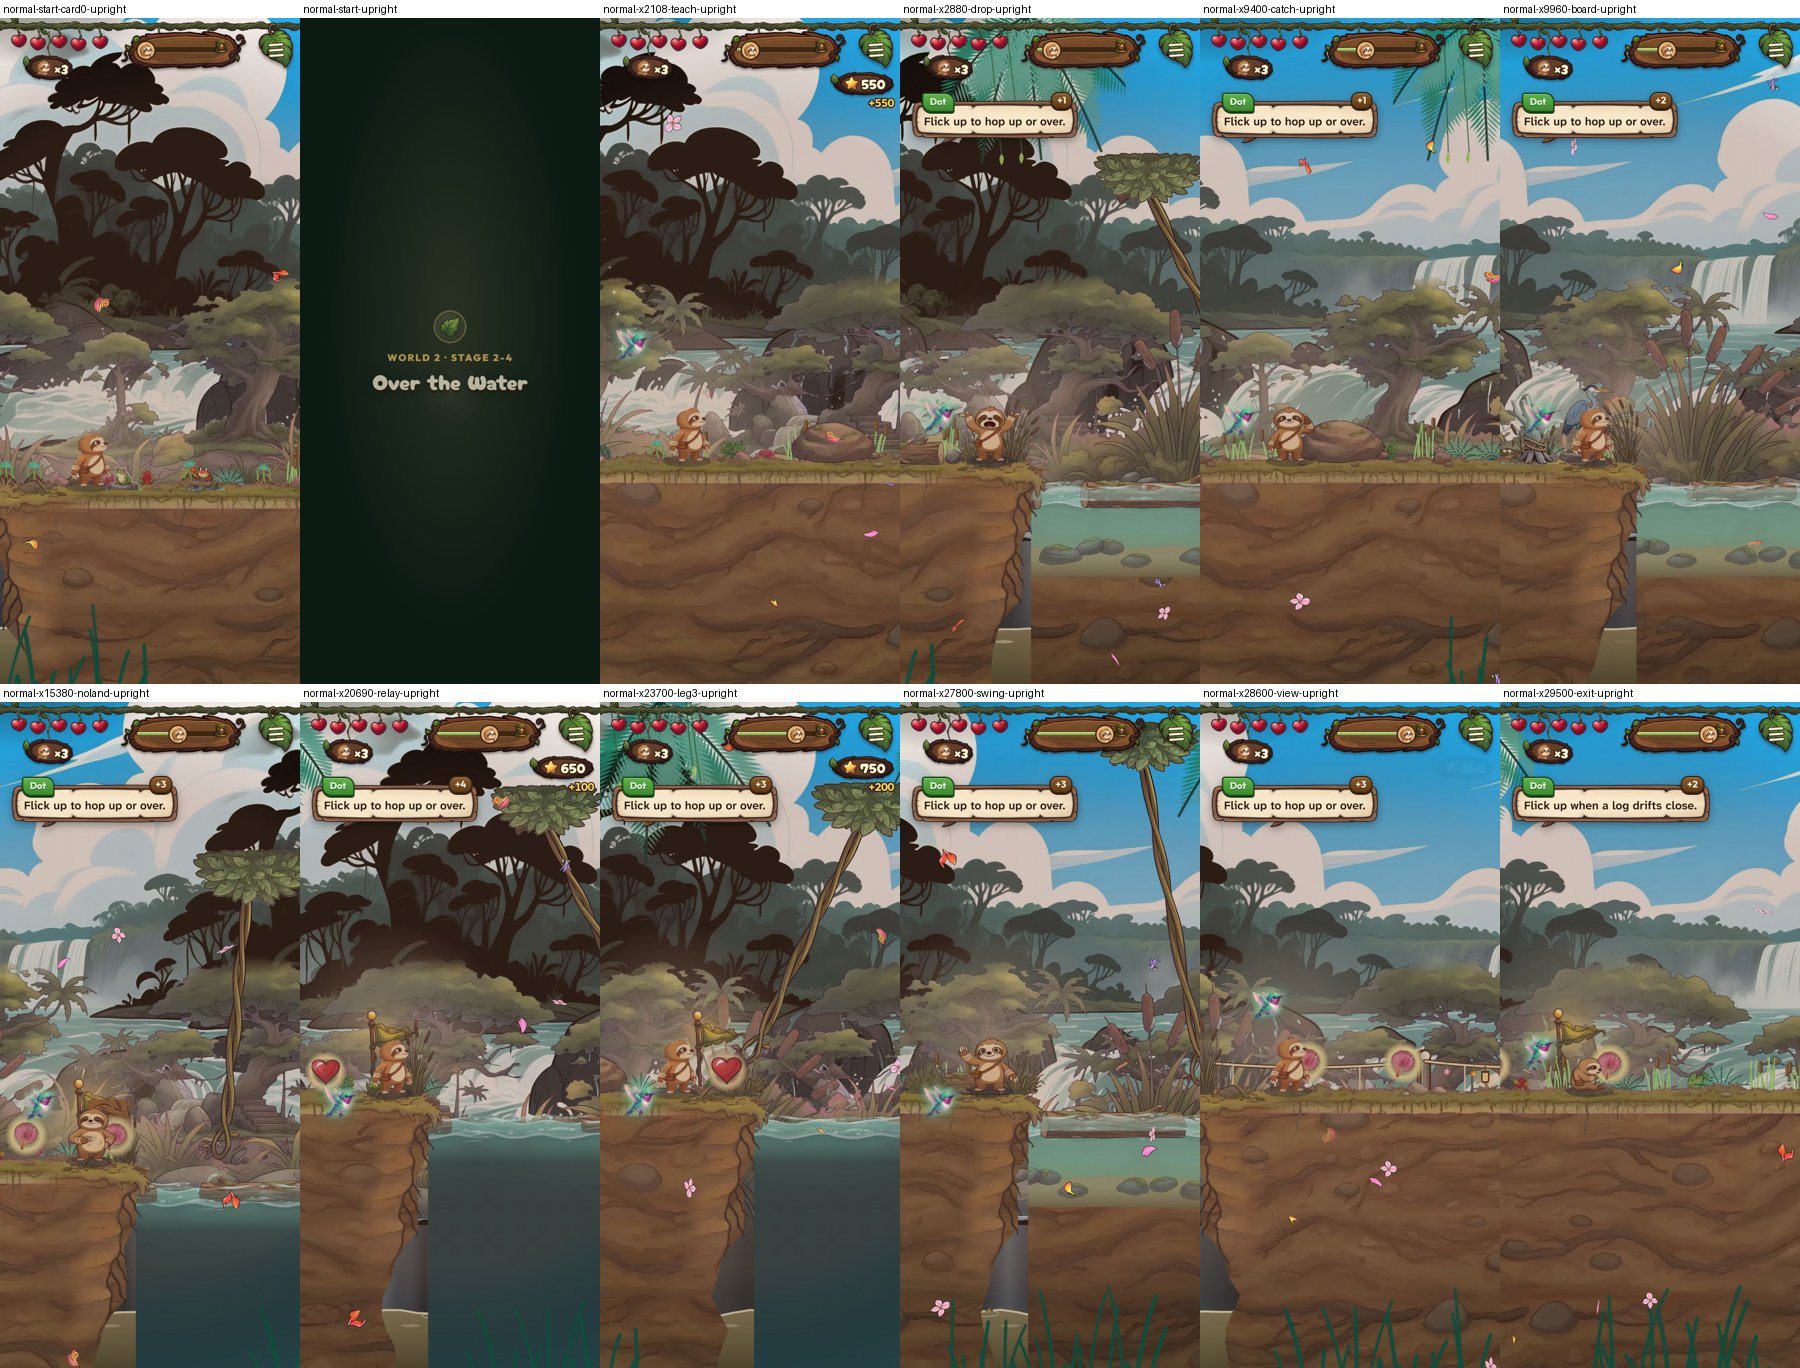 normal-start-card0-upright
x3
normal-start-upright
WORLD 2 · STAGE 2-4
Over the Water
normal-x2108-teach-upright
x3
550
+550
normal-x2880-drop-upright
x3
Dot
+1
Flick up to hop up or over.
normal-x9400-catch-upright
x3
Dot
+1
Flick up to hop up or over.
normal-x9960-board-upright
x3
Dot
+2
Flick up to hop up or over.
normal-x15380-noland-upright
x3
Dot
+3
Flick up to hop up or over.
normal-x20690-relay-upright
x3
650
+100
Dot
+4
Flick up to hop up or over.
normal-x23700-leg3-upright
x3
750
+200
Dot
+3
Flick up to hop up or over.
normal-x27800-swing-upright
x3
Dot
+3
Flick up to hop up or over.
normal-x28600-view-upright
x3
Dot
+3
Flick up to hop up or over.
normal-x29500-exit-upright
x3
Dot
+2
Flick up when a log drifts close.